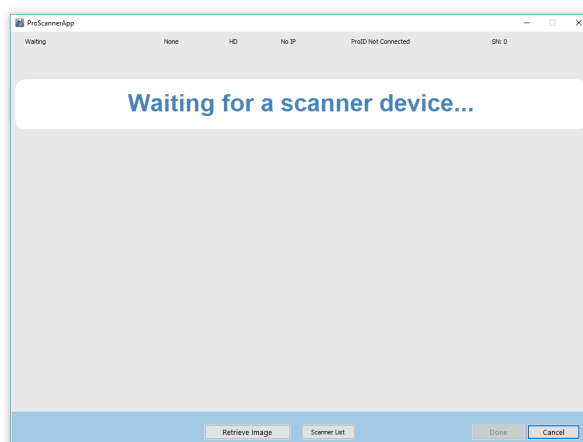 ProScannerApp
Waiting None HD No IP ProID Not Connected SN: 0
Waiting for a scanner device...
Retrieve Image Scanner List Done Cancel